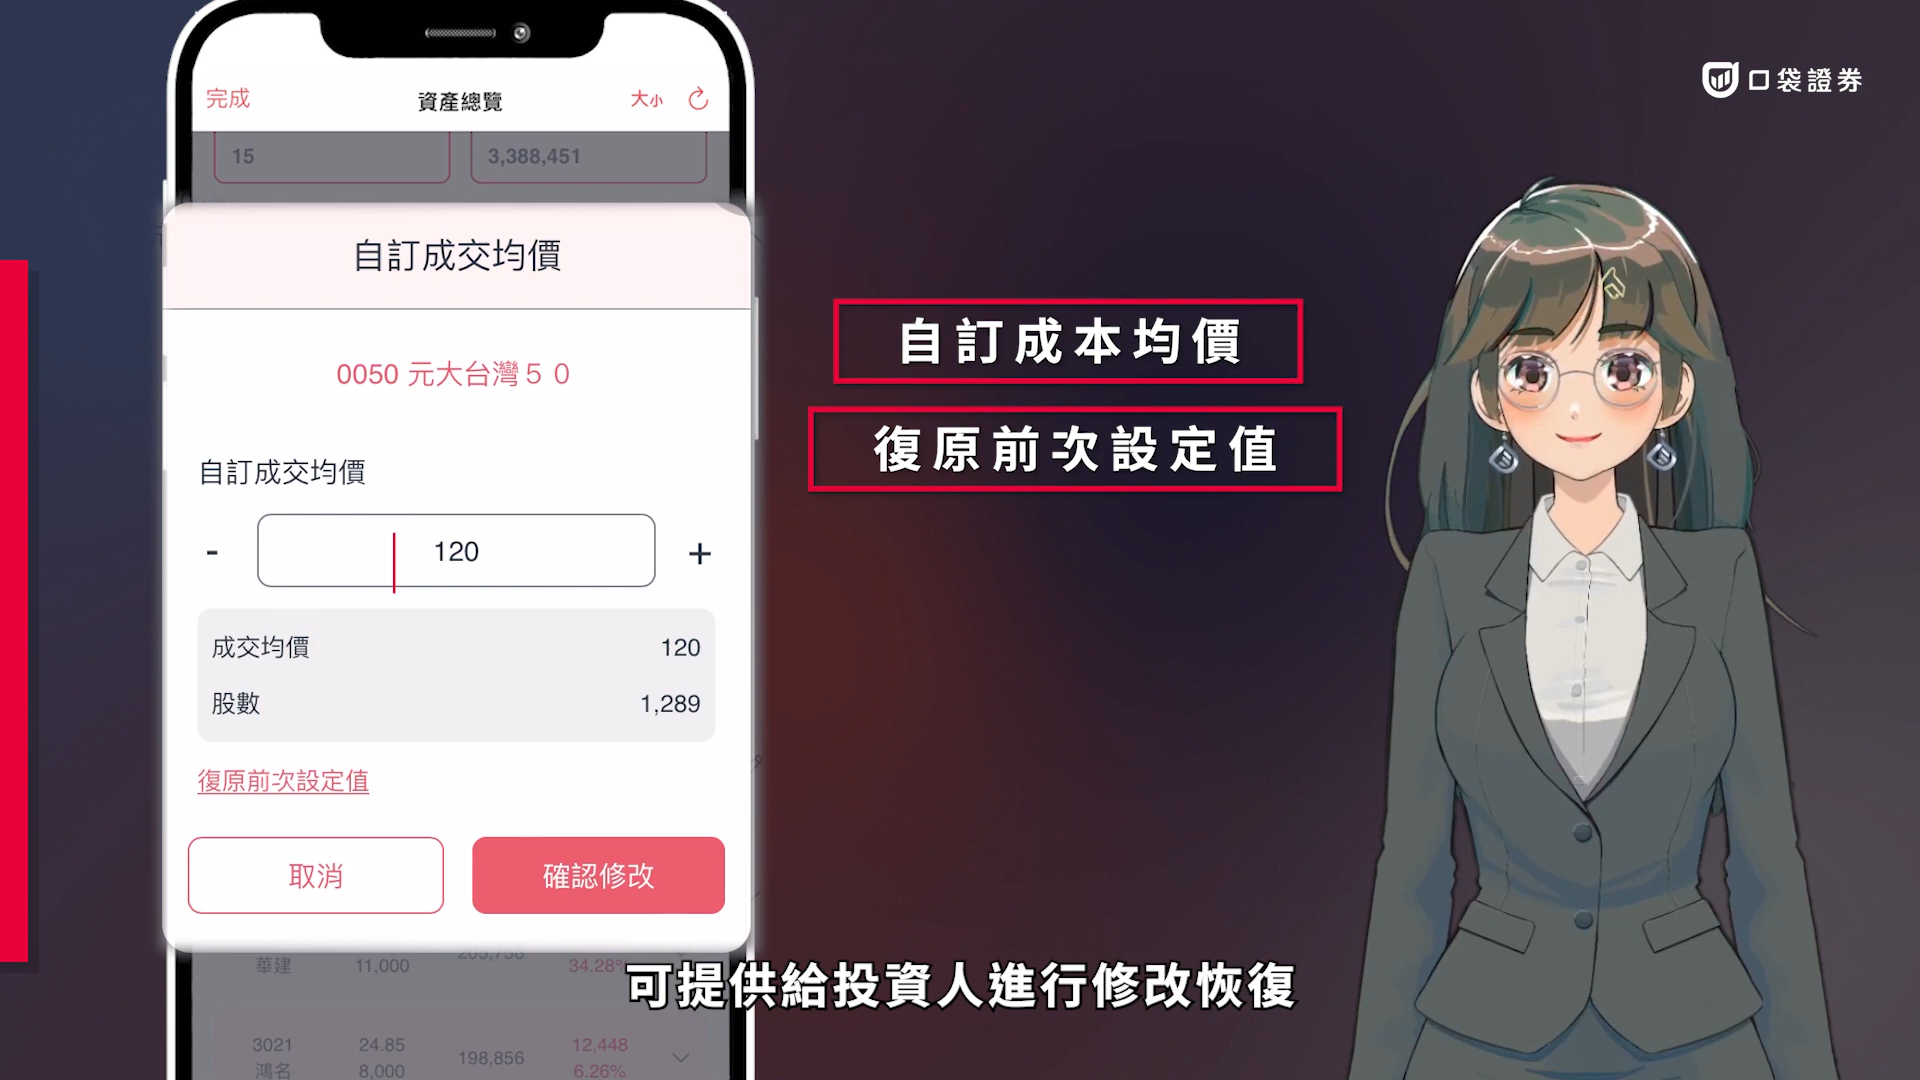 口袋證券
完成
資產總覽
大小
15
3,388,451
自訂成交均價
0050 元大台灣５０
自訂成交均價
-
120
+
成交均價
120
股數
1,289
復原前次設定值
取消
確認修改
自訂成本均價
復原前次設定值
華建
11,000
34.28%
可提供給投資人進行修改恢復
3021
24.85
198,856
12,448
鴻名
8,000
6.26%